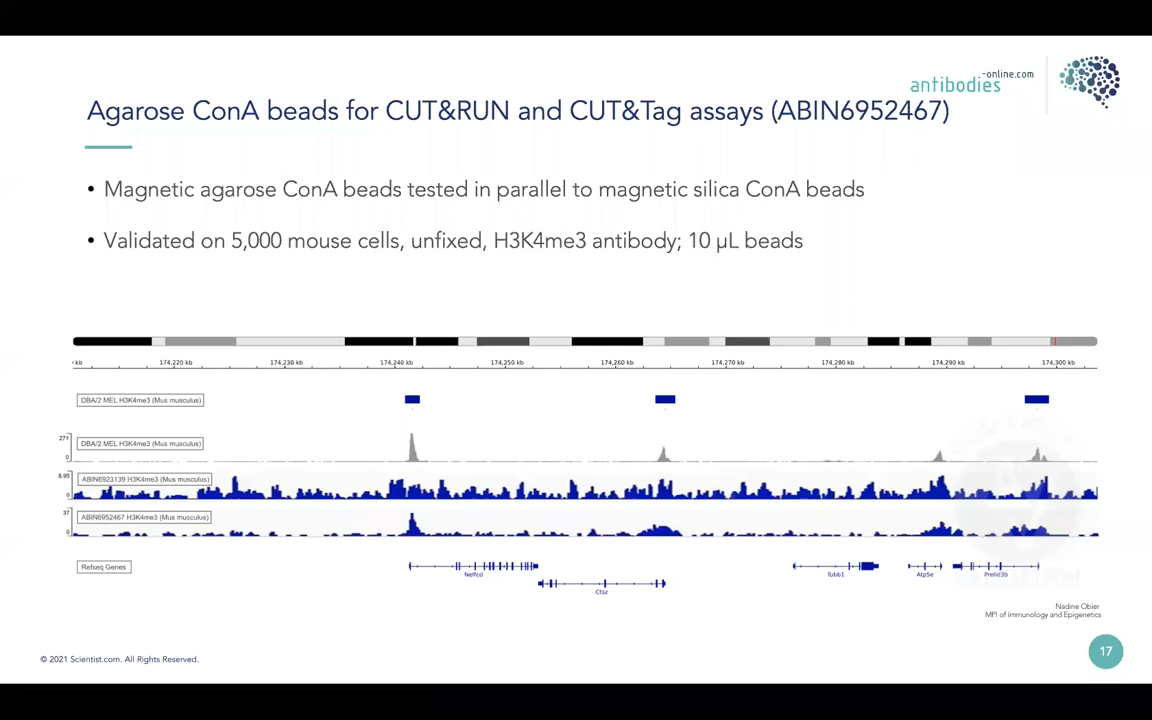 antibodies-online.com
Agarose ConA beads for CUT&RUN and CUT&Tag assays (ABIN6952467)
• Magnetic agarose ConA beads tested in parallel to magnetic silica ConA beads
• Validated on 5,000 mouse cells, unfixed, H3K4me3 antibody; 10 µL beads
kb 174,220 kb 174,230 kb 174,240 kb 174,250 kb 174,260 kb 174,270 kb 174,280 kb 174,290 kb 174,300 kb
DBA/2 MEL H3K4me3 (Mus musculus)
271
DBA/2 MEL H3K4me3 (Mus musculus)
0
8.95
ABIN6923139 H3K4me3 (Mus musculus)
0
37
ABIN6952467 H3K4me3 (Mus musculus)
0
Refseq Genes
Nelfcd Tubb1 Atp5e Prelid3b
Ctsz
Nadine Obier
MPI of Immunology and Epigenetics
© 2021 Scientist.com. All Rights Reserved.
17